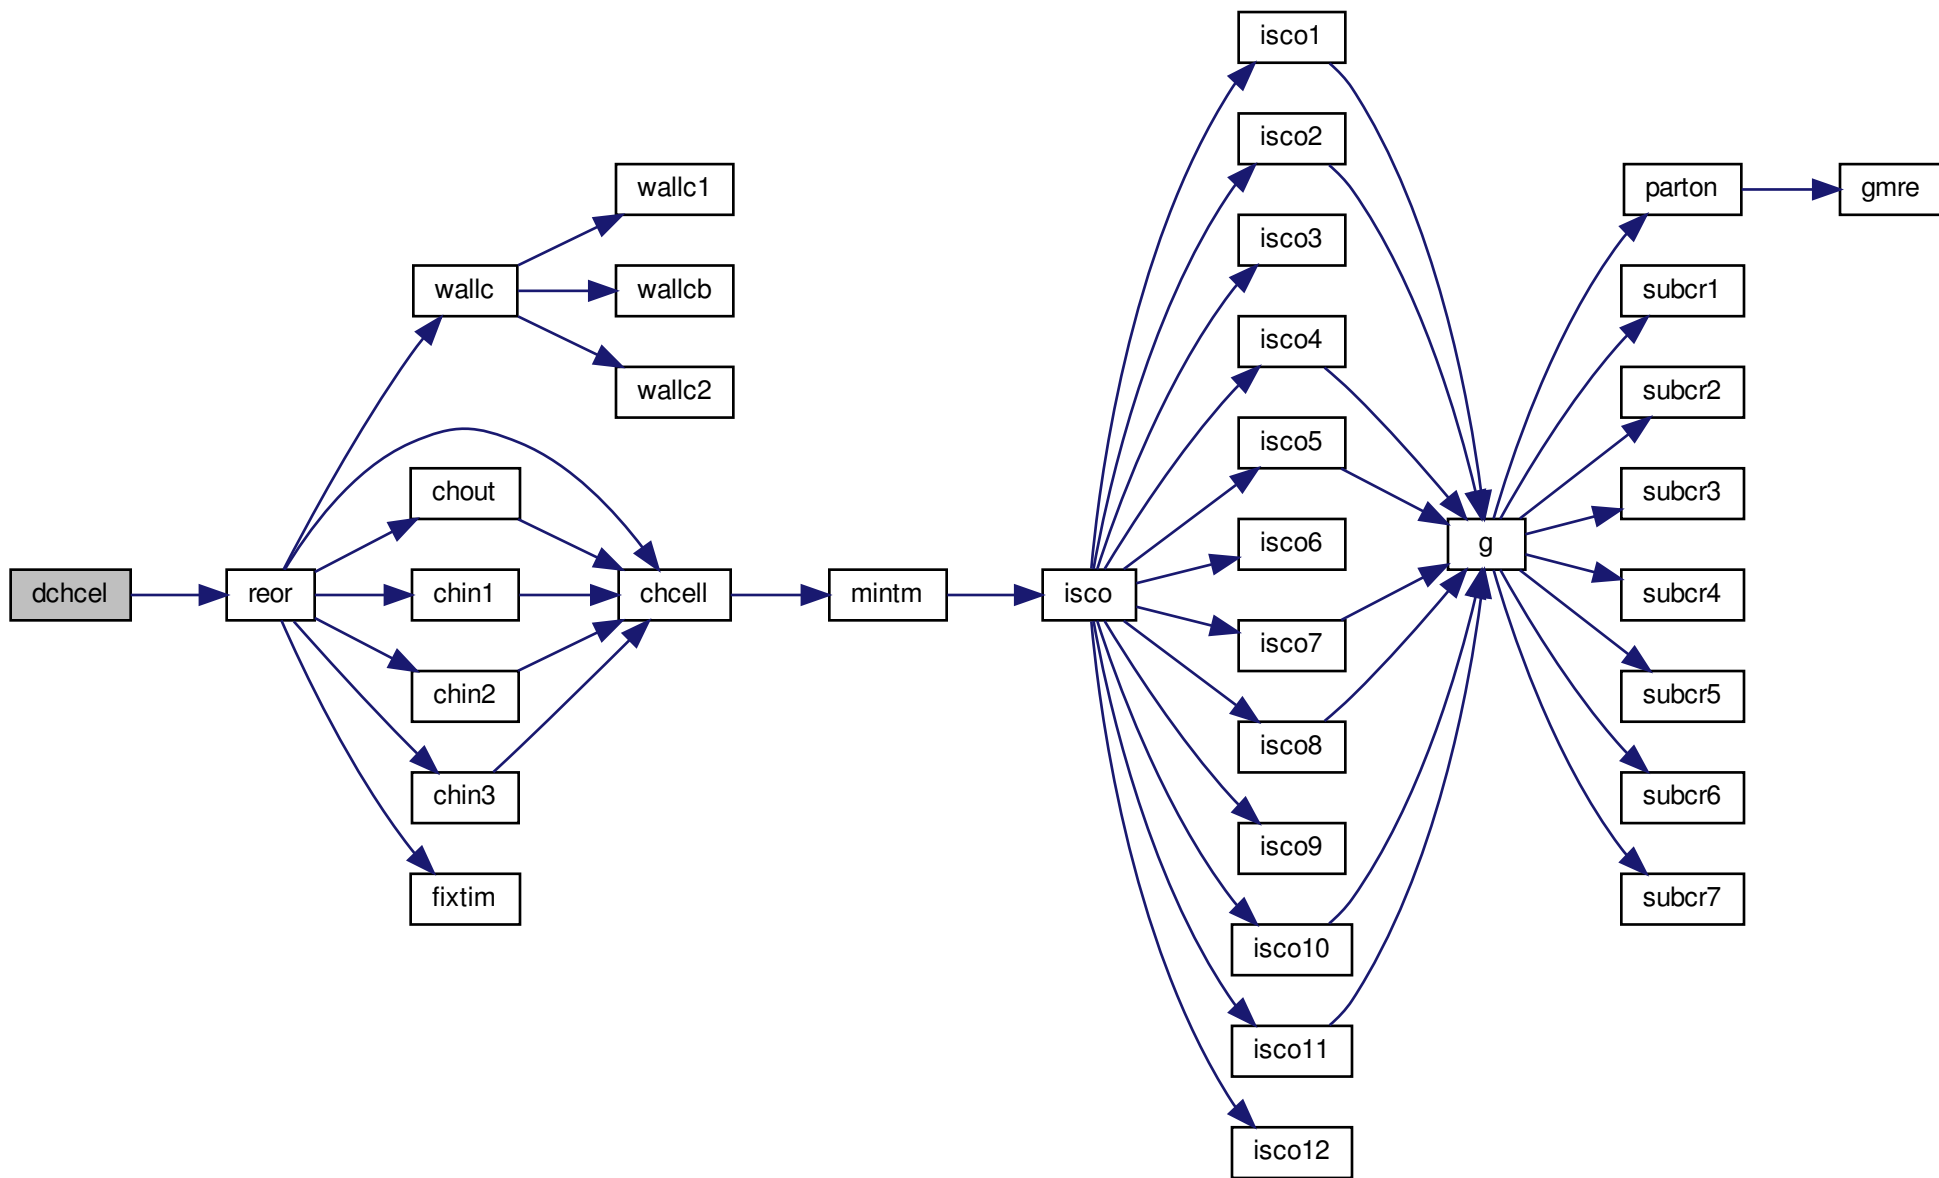 dchcel
reor
wallc
chout
chin1
chin2
chin3
fixtim
wallc1
wallcb
wallc2
chcell
mintm
isco
isco1
isco2
isco3
isco4
isco5
isco6
isco7
isco8
isco9
isco10
isco11
isco12
g
parton
subcr1
subcr2
subcr3
subcr4
subcr5
subcr6
subcr7
gmre